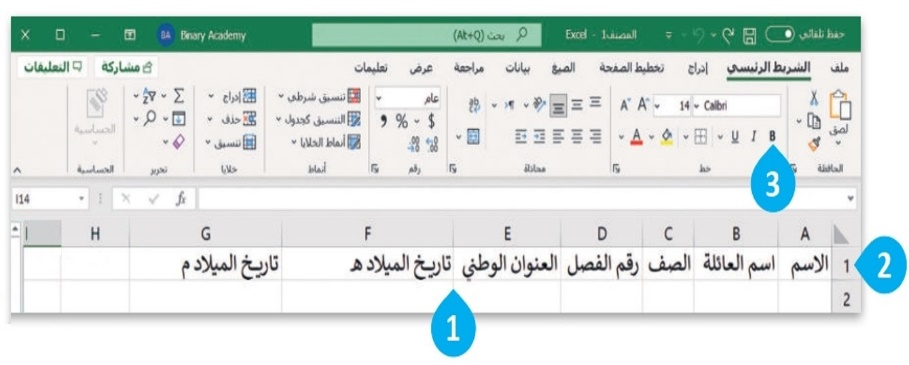 حفظ تلقائي المصنف1 - Excel بحث (Alt+Q) Binary Academy BA
ملف الشريط الرئيسي إدراج تخطيط الصفحة الصيغ بيانات مراجعة عرض تعليمات مشاركة التعليقات
لصق Calibri 14 A A عام تنسيق شرطي إدراج الحساسية
B I U A $ % 9 التنسيق كجدول حذف
أنماط الخلايا تنسيق
الحافظة خط محاذاة رقم أنماط خلايا تحرير الحساسية
3
I14 fx
A B C D E F G H I
1 الاسم اسم العائلة الصف رقم الفصل العنوان الوطني تاريخ الميلاد هـ تاريخ الميلاد م
2
2
1